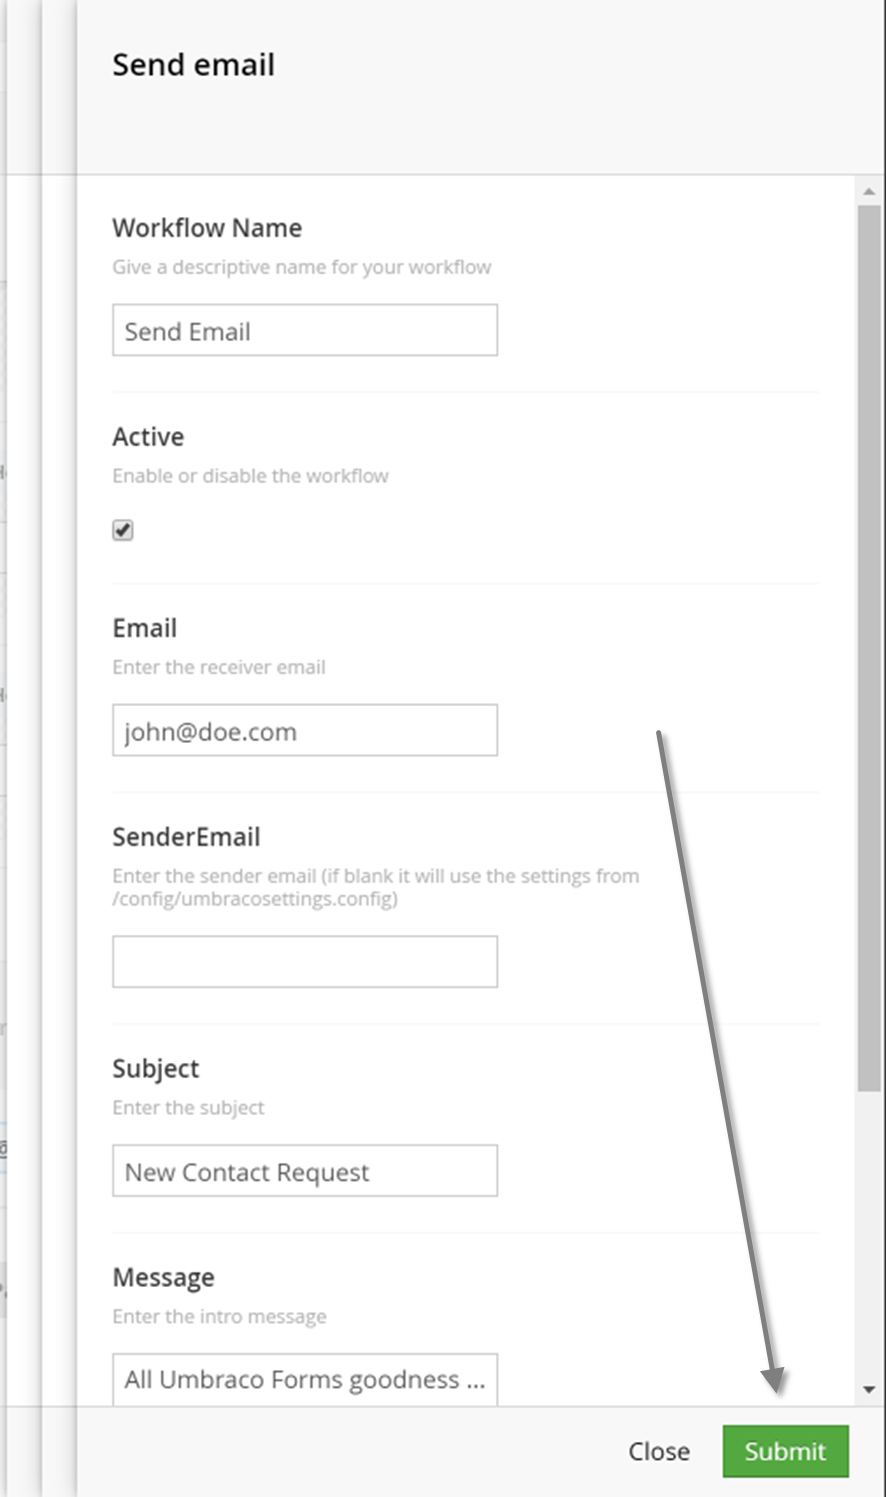 Send email
Workflow Name
Give a descriptive name for your workflow
Send Email
Active
Enable or disable the workflow
Email
Enter the receiver email
john@doe.com
SenderEmail
Enter the sender email (if blank it will use the settings from
/config/umbracosettings.config)
Subject
Enter the subject
New Contact Request
Message
Enter the intro message
All Umbraco Forms goodness ...
Close
Submit